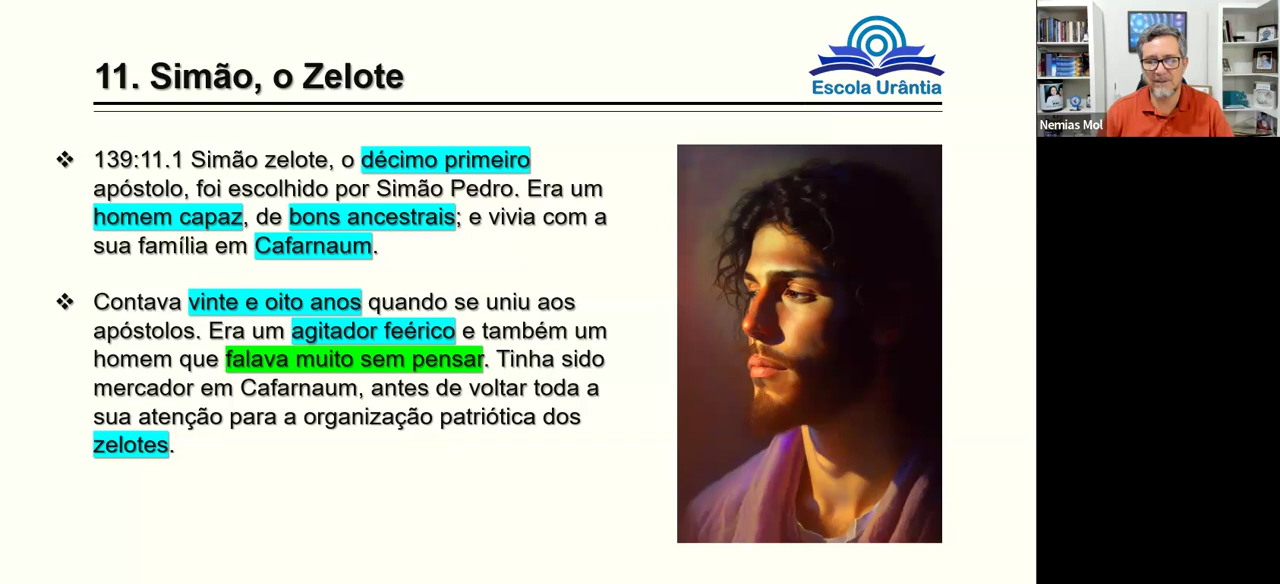 11. Simão, o Zelote
Escola Urântia
Nemias Mol
❖ 139:11.1 Simão zelote, o décimo primeiro
apóstolo, foi escolhido por Simão Pedro. Era um
homem capaz, de bons ancestrais; e vivia com a
sua família em Cafarnaum.
❖ Contava vinte e oito anos quando se uniu aos
apóstolos. Era um agitador feérico e também um
homem que falava muito sem pensar. Tinha sido
mercador em Cafarnaum, antes de voltar toda a
sua atenção para a organização patriótica dos
zelotes.